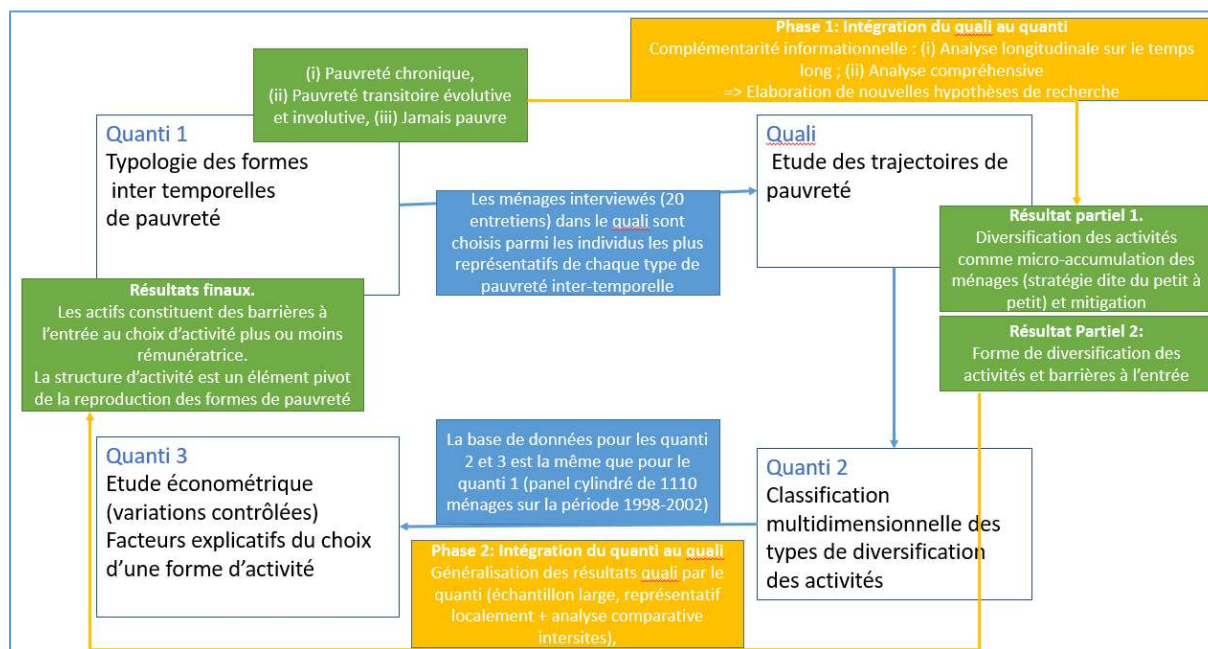 Phase 1: Intégration du quali au quanti
Complémentarité informationnelle : (i) Analyse longitudinale sur le temps
long ; (ii) Analyse compréhensive
=> Elaboration de nouvelles hypothèses de recherche
(i) Pauvreté chronique,
(ii) Pauvreté transitoire évolutive
et involutive, (iii) Jamais pauvre
Quanti 1
Typologie des formes
inter temporelles
de pauvreté
Les ménages interviewés (20
entretiens) dans le quali sont
choisis parmi les individus les plus
représentatifs de chaque type de
pauvreté inter-temporelle
Quali
Etude des trajectoires de
pauvreté
Résultat partiel 1.
Diversification des activités
comme micro-accumulation des
ménages (stratégie dite du petit à
petit) et mitigation
Résultat Partiel 2:
Forme de diversification des
activités et barrières à l'entrée
Résultats finaux.
Les actifs constituent des barrières à
l'entrée au choix d'activité plus ou moins
rémunératrice.
La structure d'activité est un élément pivot
de la reproduction des formes de pauvreté
Quanti 3
Etude économétrique
(variations contrôlées)
Facteurs explicatifs du choix
d'une forme d'activité
La base de données pour les quanti
2 et 3 est la même que pour le
quanti 1 (panel cylindré de 1110
ménages sur la période 1998-2002)
Quanti 2
Classification
multidimensionnelle des
types de diversification
des activités
Phase 2: Intégration du quanti au quali
Généralisation des résultats quali par le
quanti (échantillon large, représentatif
localement + analyse comparative
intersites),